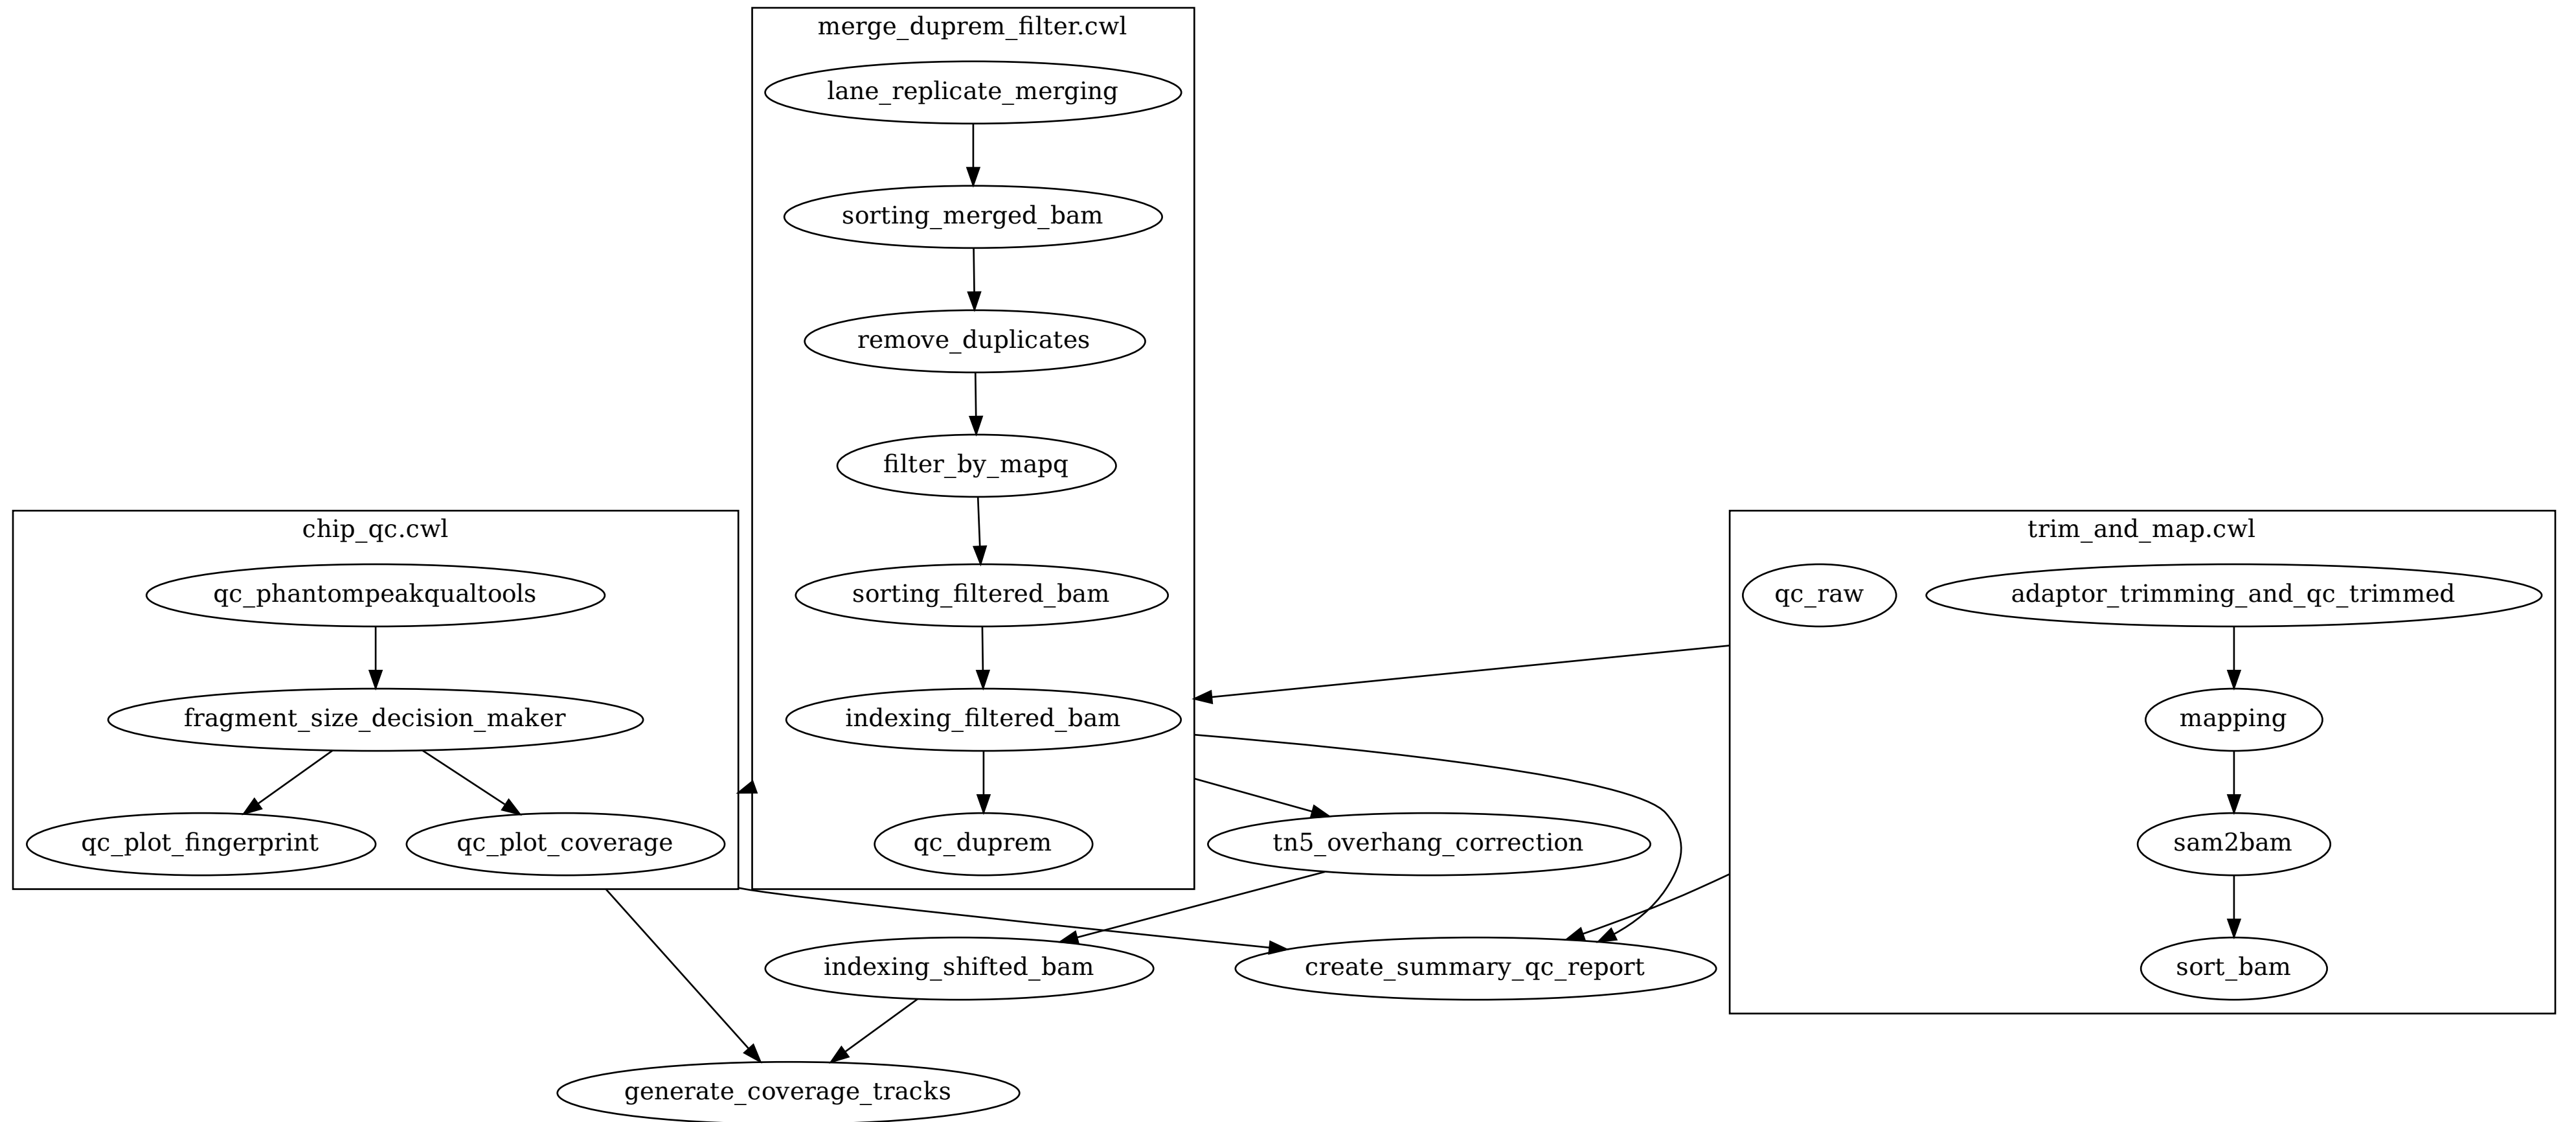 merge_duprem_filter.cwl
lane_replicate_merging
sorting_merged_bam
remove_duplicates
filter_by_mapq
sorting_filtered_bam
indexing_filtered_bam
qc_duprem
chip_qc.cwl
qc_phantompeakqualtools
fragment_size_decision_maker
qc_plot_fingerprint
qc_plot_coverage
trim_and_map.cwl
qc_raw
adaptor_trimming_and_qc_trimmed
mapping
sam2bam
sort_bam
tn5_overhang_correction
indexing_shifted_bam
create_summary_qc_report
generate_coverage_tracks